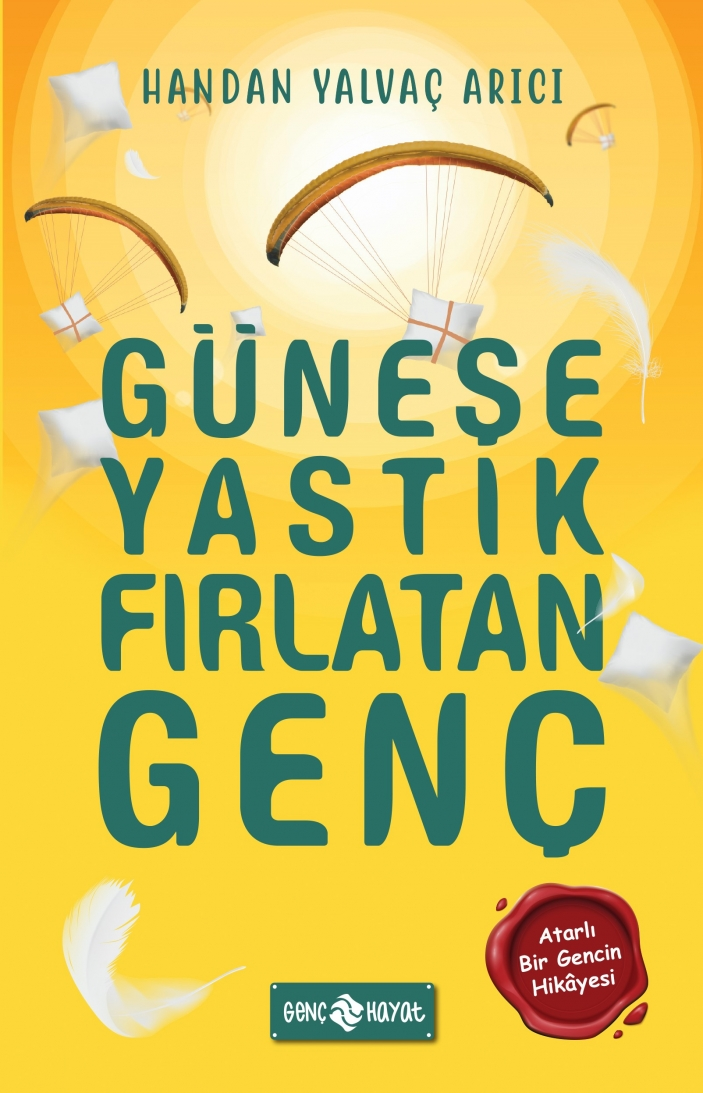 HANDAN YALVAÇ ARICI
GÜNEŞE
YASTIK
FIRLATAN
GENÇ
Atarlı
Bir Gencin
Hikâyesi
GENÇ HAYAT